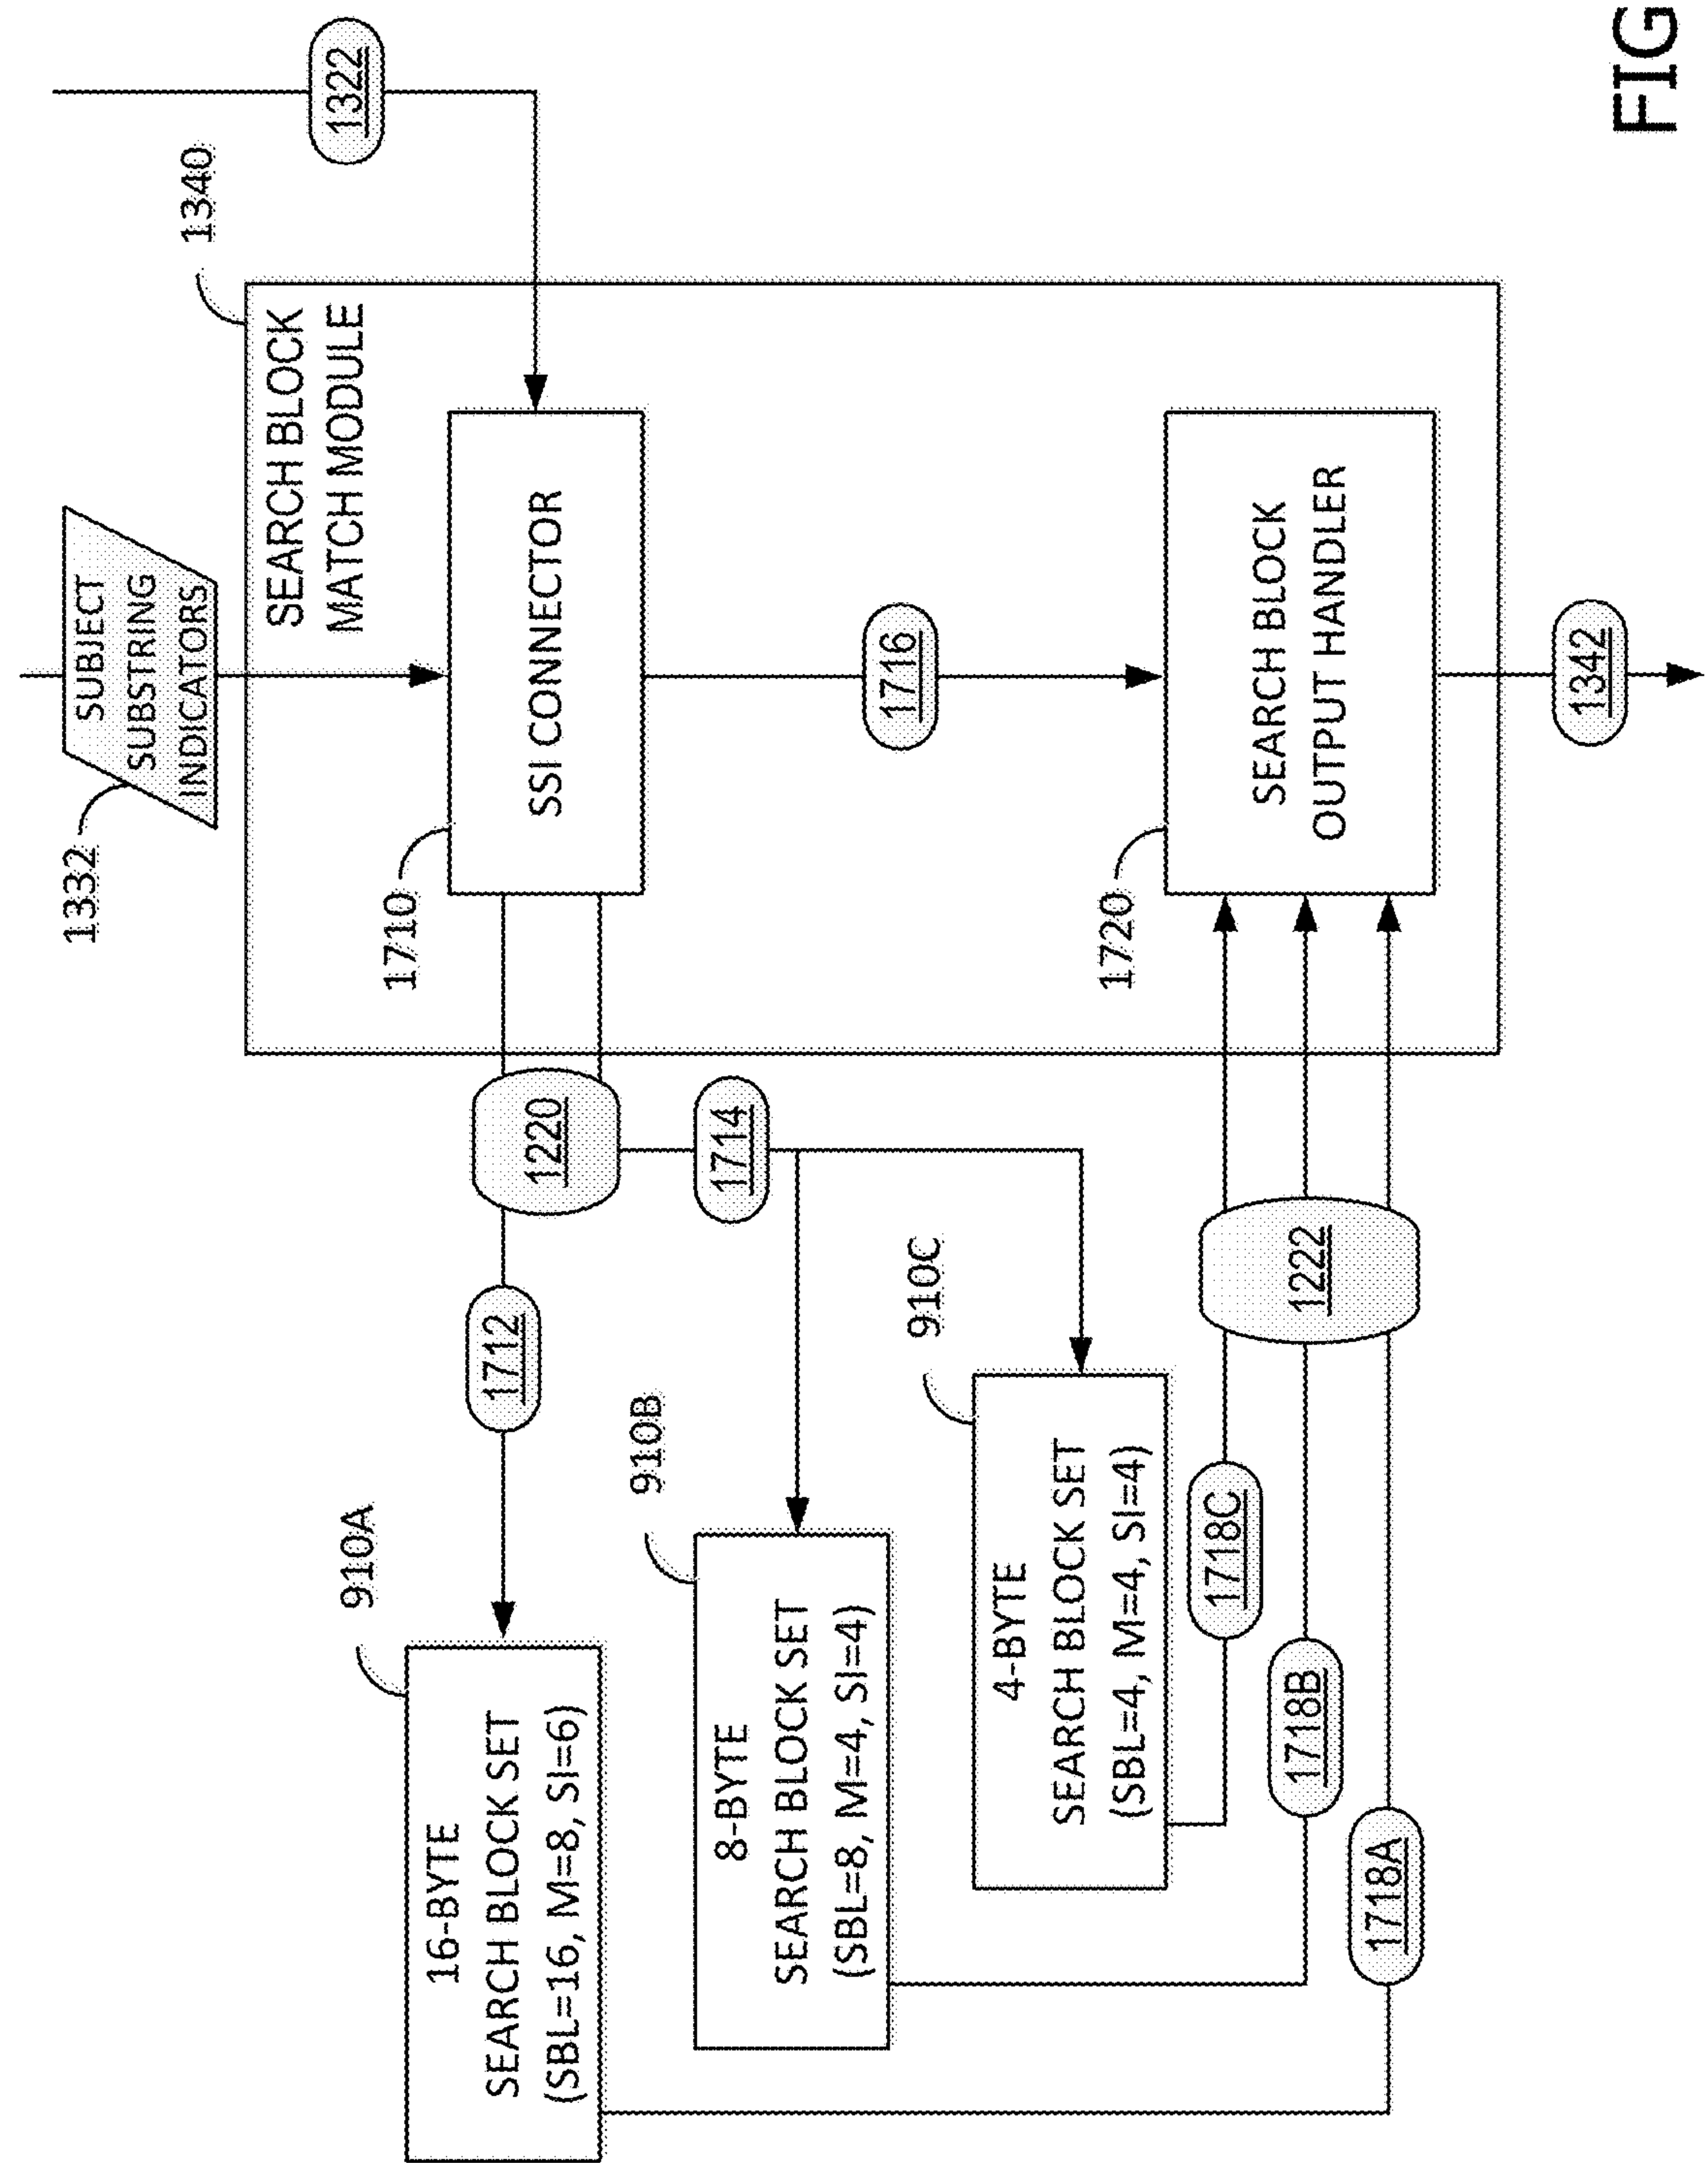 1332
SUBJECT
SUBSTRING
INDICATORS
1340
1322
SEARCH BLOCK
MATCH MODULE
1710
SSI CONNECTOR
1220
1712
1714
1716
910A
16-BYTE
SEARCH BLOCK SET
(SBL=16, M=8, SI=6)
910B
8-BYTE
SEARCH BLOCK SET
(SBL=8, M=4, SI=4)
910C
4-BYTE
SEARCH BLOCK SET
(SBL=4, M=4, SI=4)
1718C
1718B
1718A
1222
1720
SEARCH BLOCK
OUTPUT HANDLER
1342
FIG